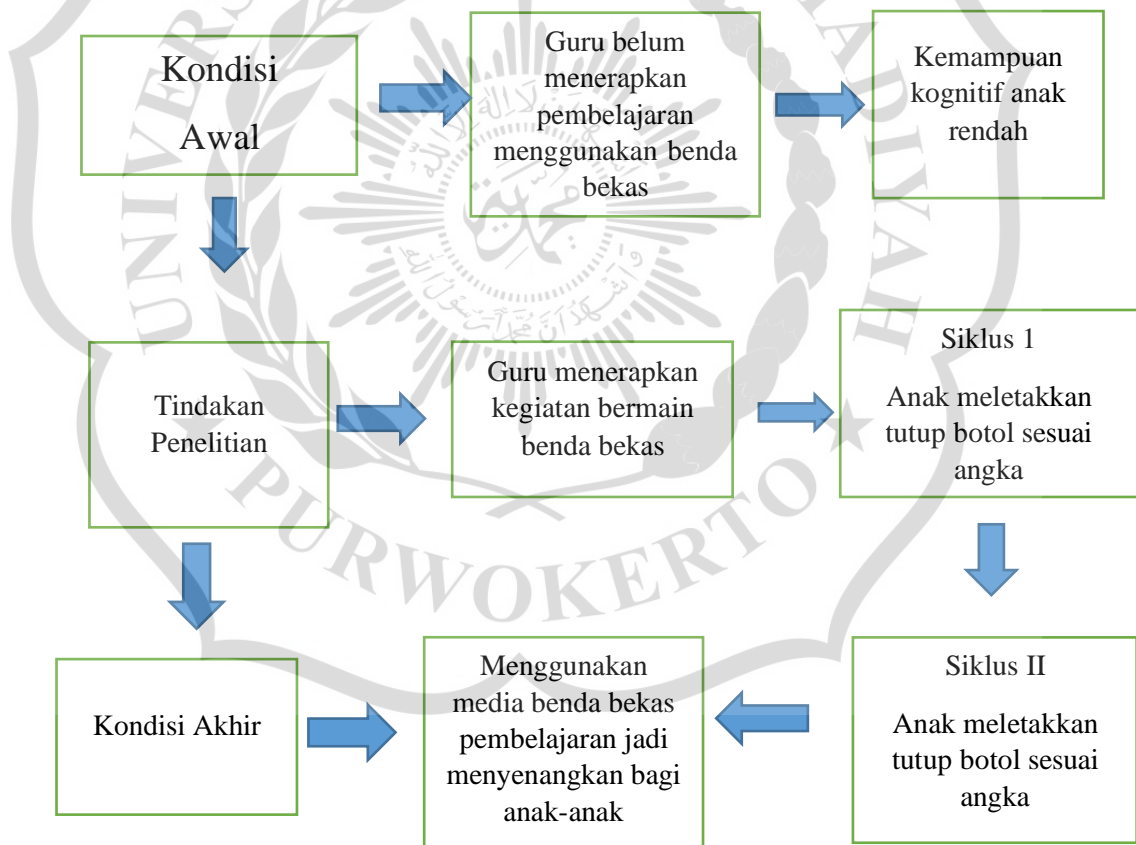 Kondisi
Awal
Guru belum
menerapkan
pembelajaran
menggunakan benda
bekas
Kemampuan
kognitif anak
rendah
Tindakan
Penelitian
Guru menerapkan
kegiatan bermain
benda bekas
Siklus 1
Anak meletakkan
tutup botol sesuai
angka
Kondisi Akhir
Menggunakan
media benda bekas
pembelajaran jadi
menyenangkan bagi
anak-anak
Siklus II
Anak meletakkan
tutup botol sesuai
angka
PURWOKERTO